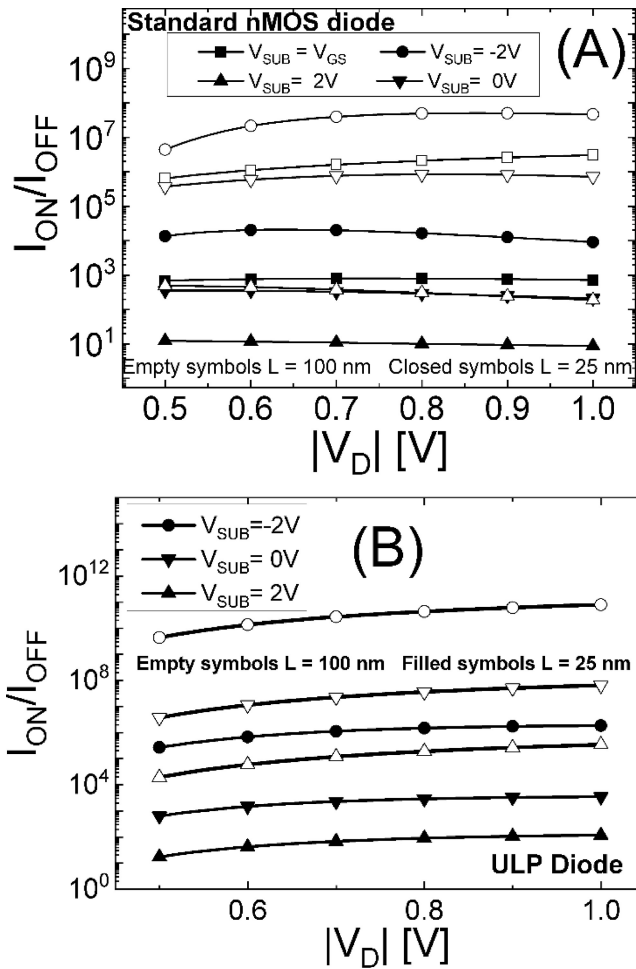 Standard nMOS diode
(A)
V_SUB = V_GS V_SUB= -2V
V_SUB= 2V V_SUB= 0V
I_ON/I_OFF
10^9
10^7
10^5
10^3
10^1
Empty symbols L = 100 nm Closed symbols L = 25 nm
0.5 0.6 0.7 0.8 0.9 1.0
|V_D| [V]
V_SUB=-2V
V_SUB= 0V
V_SUB= 2V
(B)
I_ON/I_OFF
10^12
10^8
10^4
10^0
Empty symbols L = 100 nm Filled symbols L = 25 nm
ULP Diode
0.6 0.8 1.0
|V_D| [V]